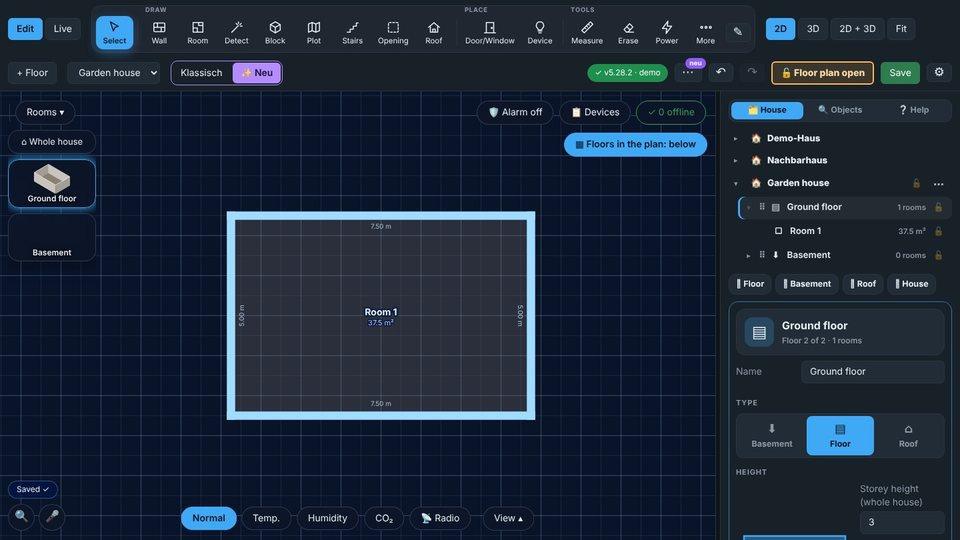 DRAW
PLACE
TOOLS
Edit
Live
Select
Wall
Room
Detect
Block
Plot
Stairs
Opening
Roof
Door/Window
Device
Measure
Erase
Power
More
2D
3D
2D + 3D
Fit
+ Floor
Garden house
Klassisch
✨ Neu
✓ v5.28.2 · demo
neu
Floor plan open
Save
Rooms ▾
Alarm off
Devices
✓ 0 offline
⌂ Whole house
Floors in the plan: below
Ground floor
Basement
7.50 m
5.00 m
Room 1
37.5 m²
5.00 m
7.50 m
Saved ✓
Normal
Temp.
Humidity
CO₂
Radio
View ▴
House
Objects
? Help
Demo-Haus
Nachbarhaus
Garden house
Ground floor
1 rooms
Room 1
37.5 m²
Basement
0 rooms
Floor
Basement
Roof
House
Ground floor
Floor 2 of 2 · 1 rooms
Name
Ground floor
TYPE
Basement
Floor
Roof
HEIGHT
Storey height
(whole house)
3